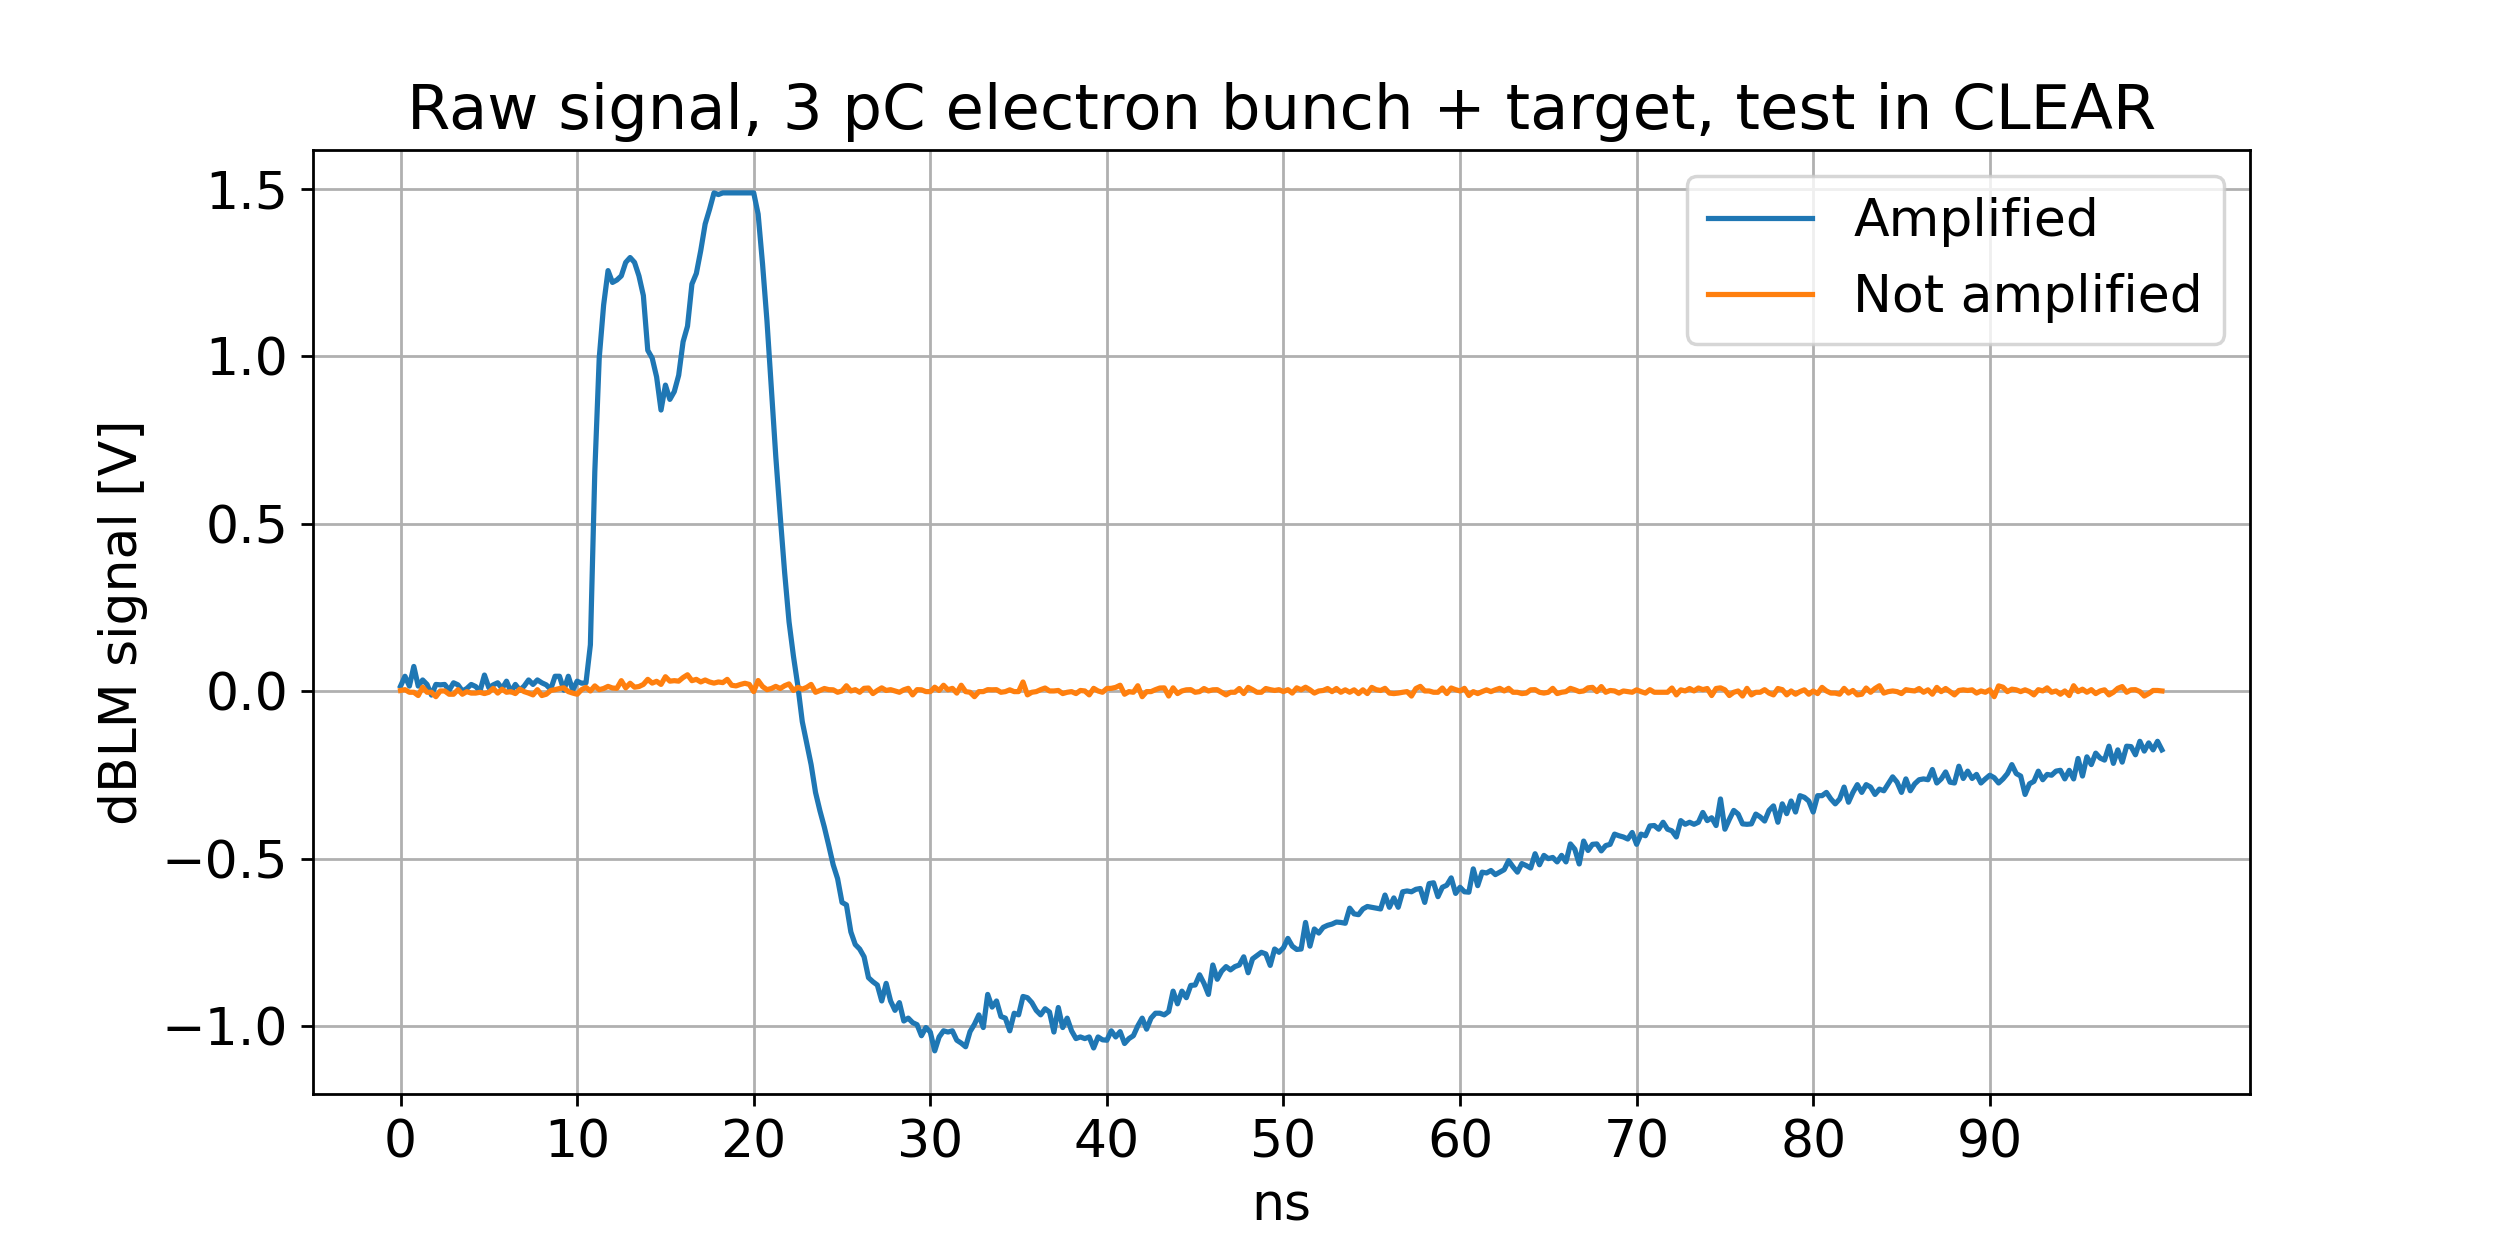 Raw signal, 3 pC electron bunch + target, test in CLEAR
Amplified
Not amplified
dBLM signal [V]
1.5
1.0
0.5
0.0
−0.5
−1.0
0 10 20 30 40 50 60 70 80 90
ns